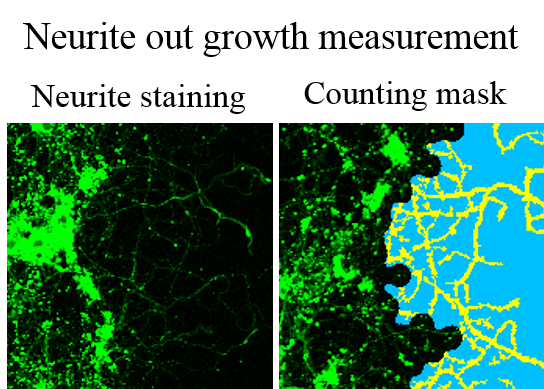 Neurite out growth measurement
Neurite staining
Counting mask